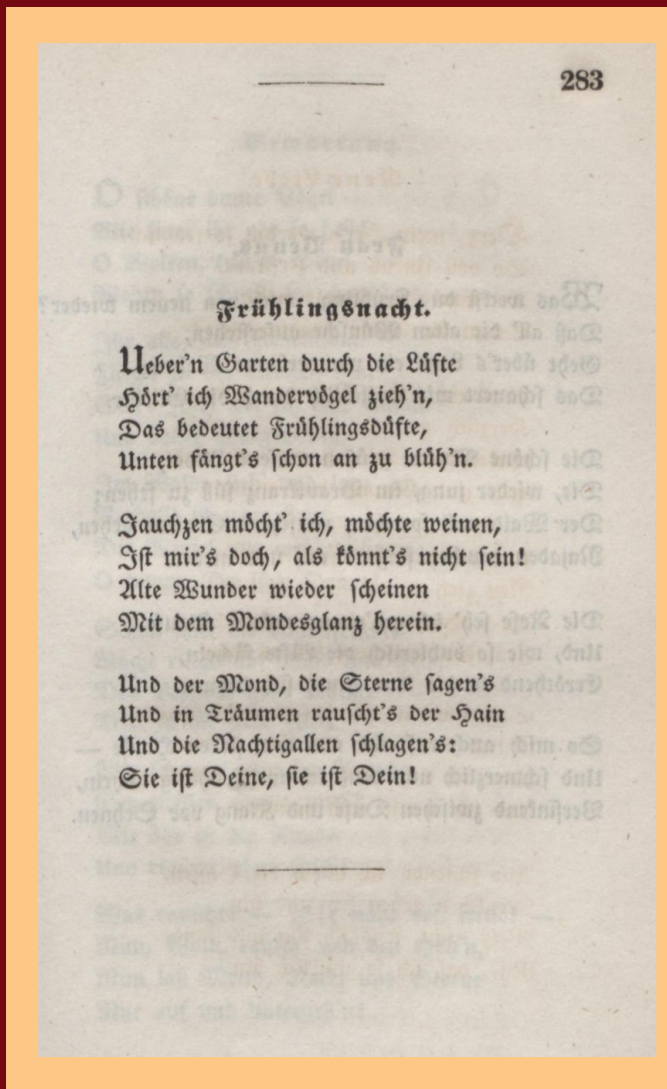 283
Frühlingsnacht.
Ueber'n Garten durch die Lüfte
Hört' ich Wandervögel zieh'n,
Das bedeutet Frühlingsdüfte,
Unten fängt's schon an zu blüh'n.
Jauchzen möcht' ich, möchte weinen,
Ist mir's doch, als könnt's nicht sein!
Alte Wunder wieder scheinen
Mit dem Mondesglanz herein.
Und der Mond, die Sterne sagen's
Und in Träumen rauscht's der Hain
Und die Nachtigallen schlagen's:
Sie ist Deine, sie ist Dein!